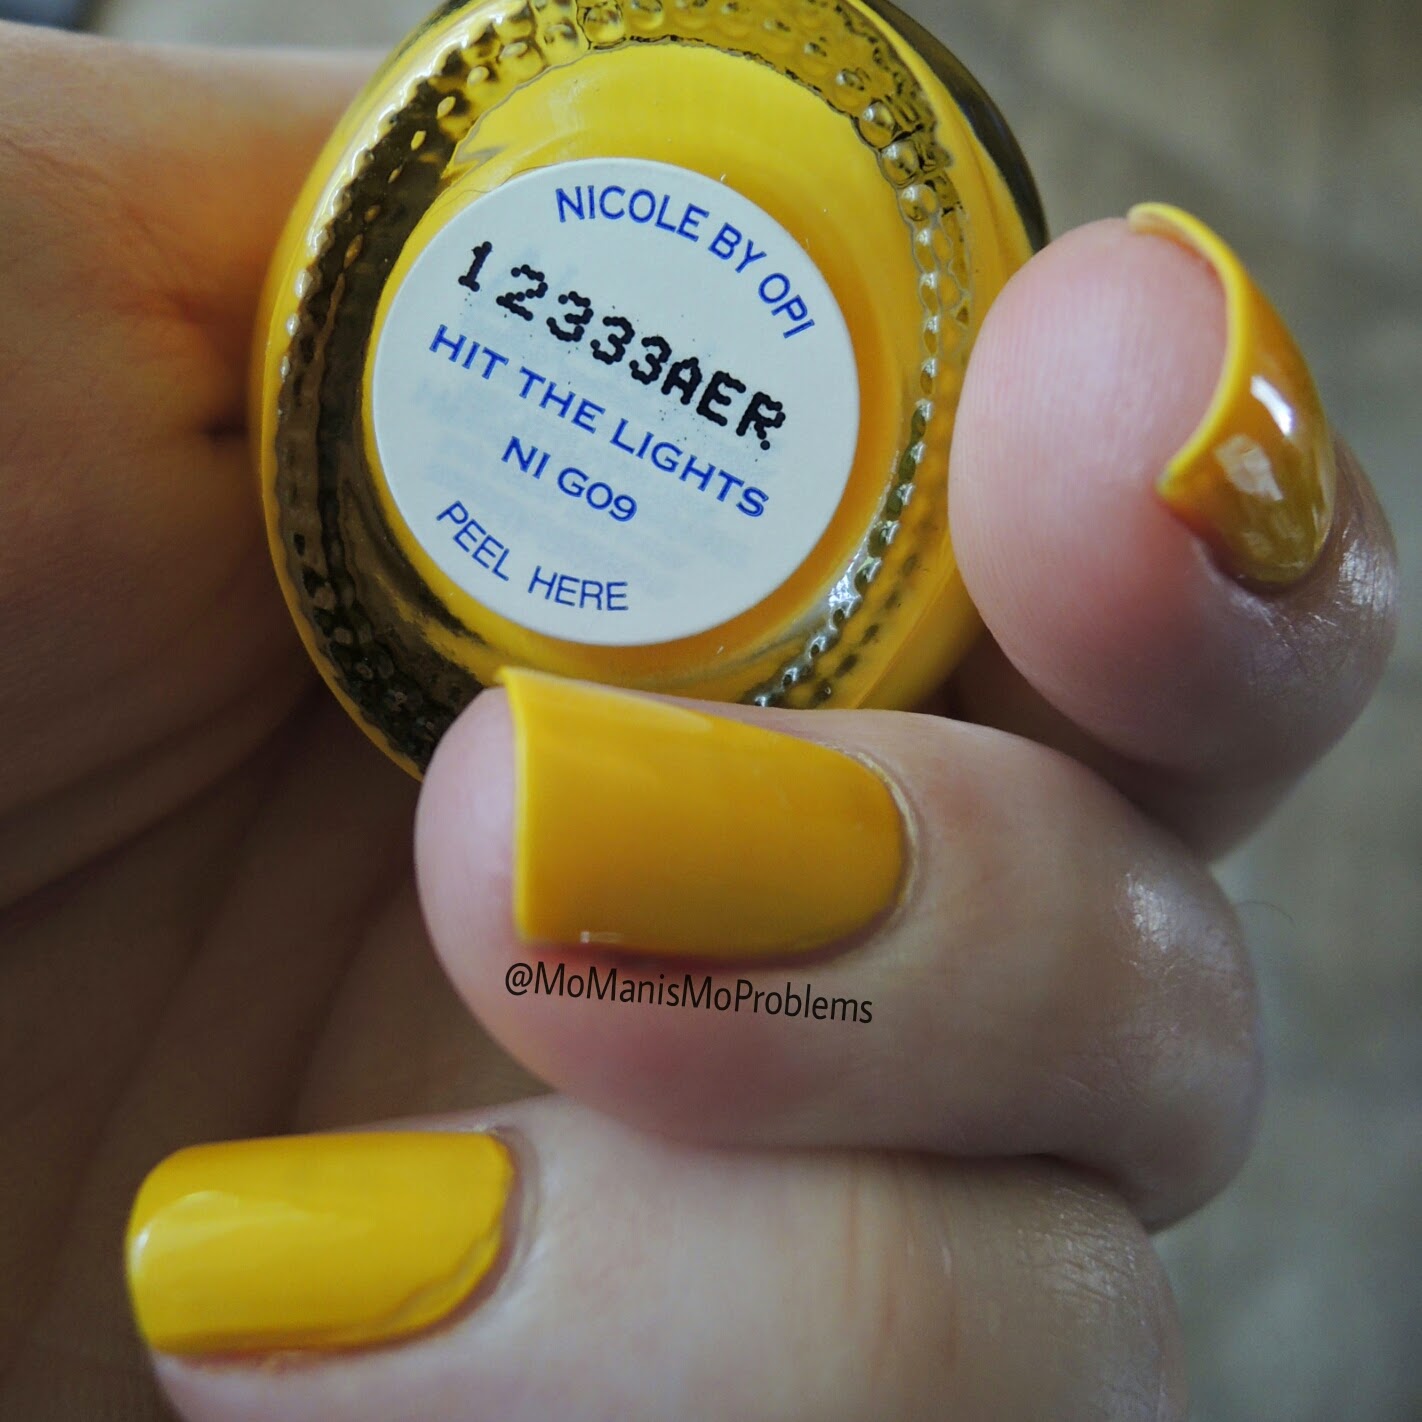 NICOLE BY OPI
12333AER
HIT THE LIGHTS
NI G09
PEEL HERE
@MoManisMoProblems